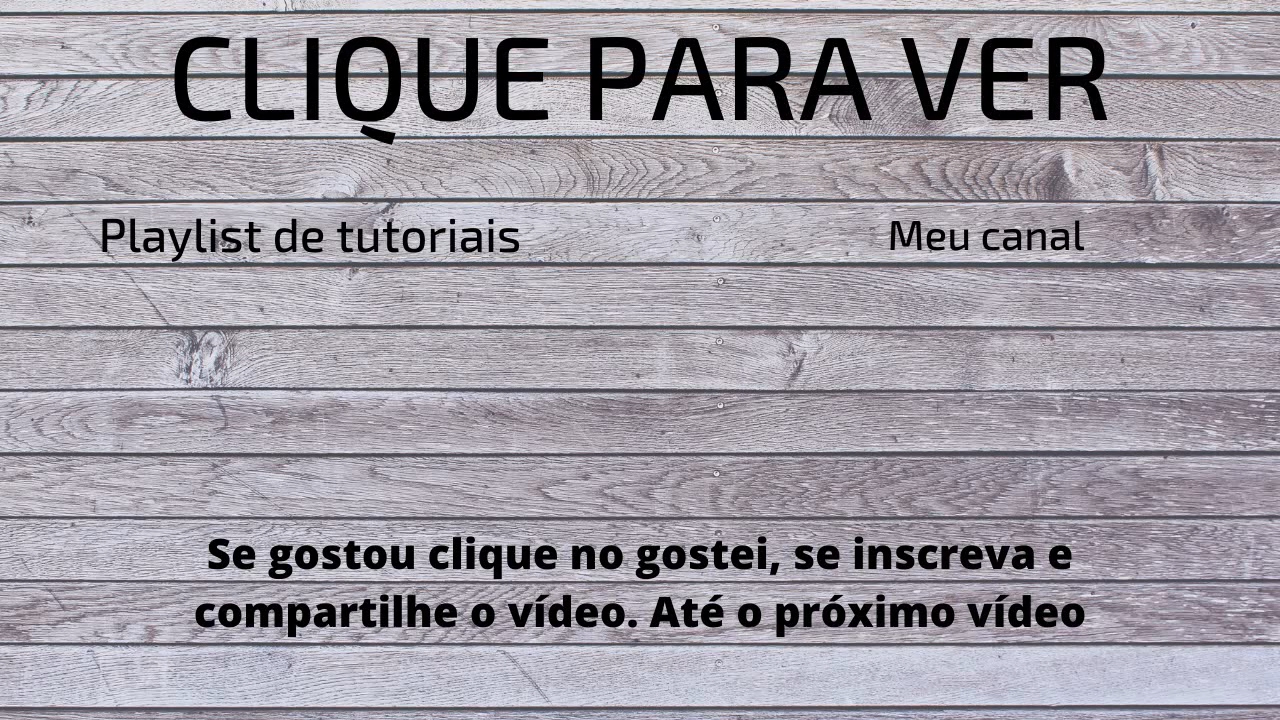 CLIQUE PARA VER
Playlist de tutoriais
Meu canal
Se gostou clique no gostei, se inscreva e
compartilhe o vídeo. Até o próximo vídeo